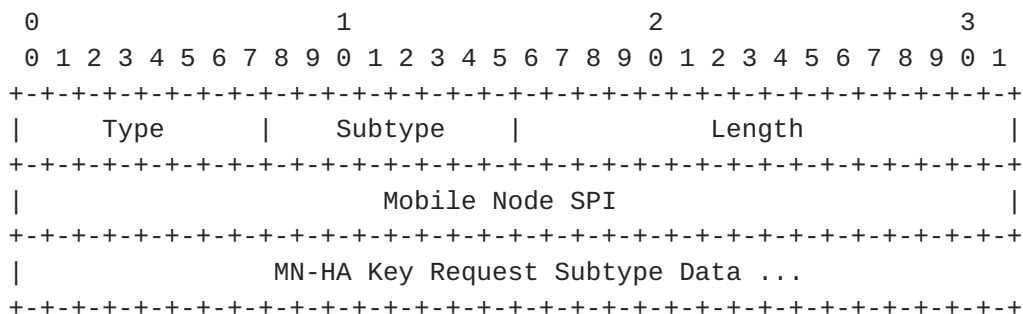 0                   1                   2                   3
 0 1 2 3 4 5 6 7 8 9 0 1 2 3 4 5 6 7 8 9 0 1 2 3 4 5 6 7 8 9 0 1
+-+-+-+-+-+-+-+-+-+-+-+-+-+-+-+-+-+-+-+-+-+-+-+-+-+-+-+-+-+-+-+-+
|     Type      |    Subtype    |            Length             |
+-+-+-+-+-+-+-+-+-+-+-+-+-+-+-+-+-+-+-+-+-+-+-+-+-+-+-+-+-+-+-+-+
|                       Mobile Node SPI                         |
+-+-+-+-+-+-+-+-+-+-+-+-+-+-+-+-+-+-+-+-+-+-+-+-+-+-+-+-+-+-+-+-+
|                MN-HA Key Request Subtype Data ...
+-+-+-+-+-+-+-+-+-+-+-+-+-+-+-+-+-+-+-+-+-+-+-+-+-+-+-+-+-+-+-+-+